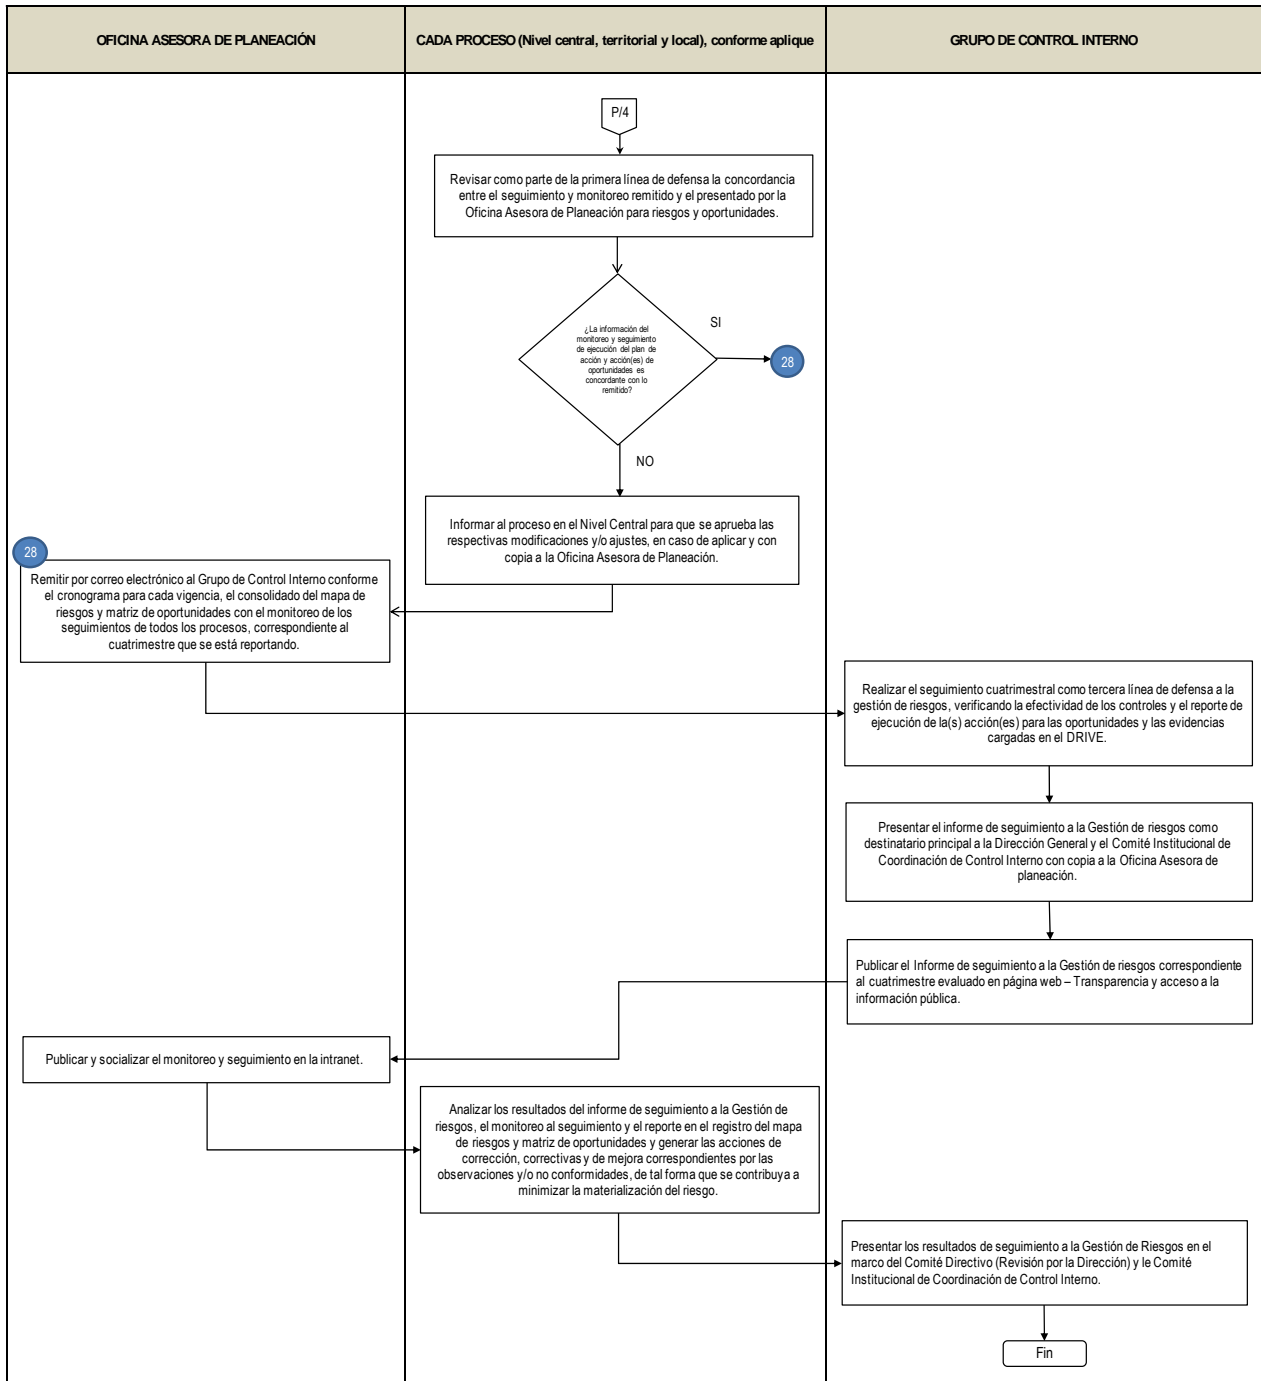 OFICINA ASESORA DE PLANEACIÓN
CADA PROCESO (Nivel central, territorial y local), conforme aplique
GRUPO DE CONTROL INTERNO
P/4
Revisar como parte de la primera línea de defensa la concordancia
entre el seguimiento y monitoreo remitido y el presentado por la
Oficina Asesora de Planeación para riesgos y oportunidades.
¿La información del
monitoreo y seguimiento
de ejecución del plan de
acción y acción(es) de
oportunidades es
concordante con lo
remitido?
SI
28
NO
Informar al proceso en el Nivel Central para que se aprueba las
respectivas modificaciones y/o ajustes, en caso de aplicar y con
copia a la Oficina Asesora de Planeación.
28
Remitir por correo electrónico al Grupo de Control Interno conforme
el cronograma para cada vigencia, el consolidado del mapa de
riesgos y matriz de oportunidades con el monitoreo de los
seguimientos de todos los procesos, correspondiente al
cuatrimestre que se está reportando.
Realizar el seguimiento cuatrimestral como tercera línea de defensa a la
gestión de riesgos, verificando la efectividad de los controles y el reporte de
ejecución de la(s) acción(es) para las oportunidades y las evidencias
cargadas en el DRIVE.
Presentar el informe de seguimiento a la Gestión de riesgos como
destinatario principal a la Dirección General y el Comité Institucional de
Coordinación de Control Interno con copia a la Oficina Asesora de
planeación.
Publicar el Informe de seguimiento a la Gestión de riesgos correspondiente
al cuatrimestre evaluado en página web – Transparencia y acceso a la
información pública.
Publicar y socializar el monitoreo y seguimiento en la intranet.
Analizar los resultados del informe de seguimiento a la Gestión de
riesgos, el monitoreo al seguimiento y el reporte en el registro del mapa
de riesgos y matriz de oportunidades y generar las acciones de
corrección, correctivas y de mejora correspondientes por las
observaciones y/o no conformidades, de tal forma que se contribuya a
minimizar la materialización del riesgo.
Presentar los resultados de seguimiento a la Gestión de Riesgos en el
marco del Comité Directivo (Revisión por la Dirección) y le Comité
Institucional de Coordinación de Control Interno.
Fin